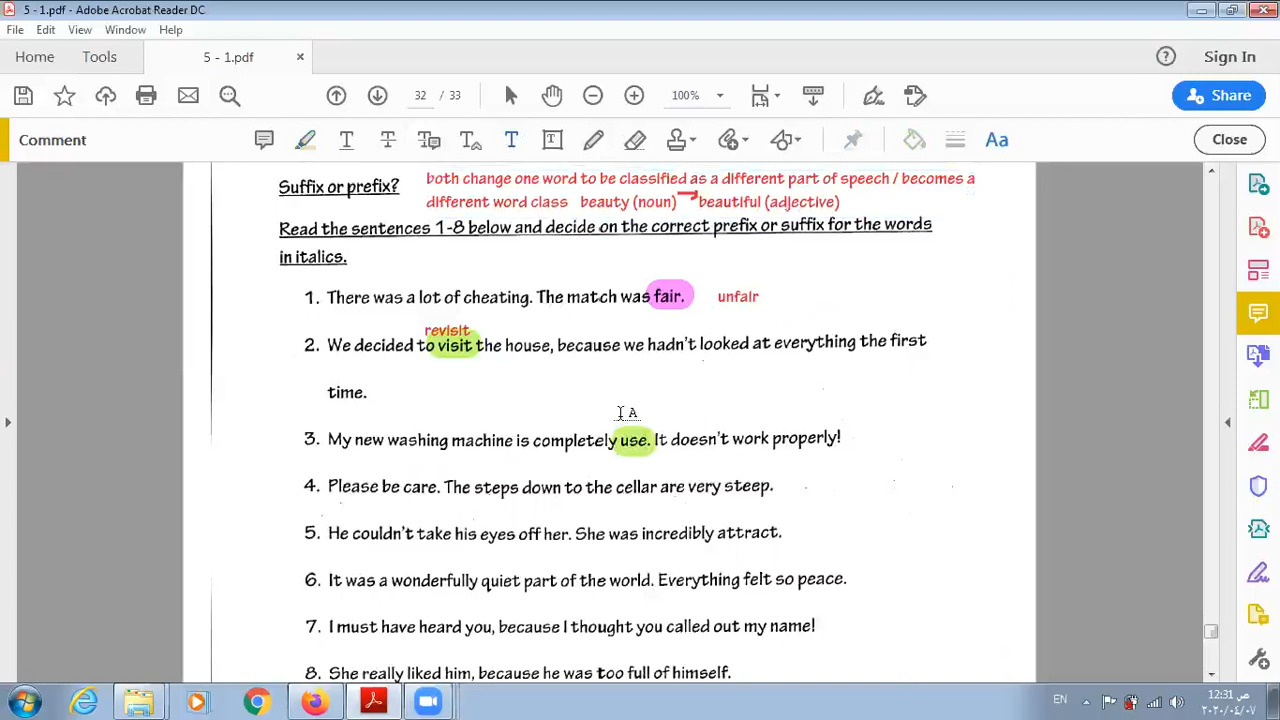 5 - 1.pdf - Adobe Acrobat Reader DC
File Edit View Window Help
Home Tools 5 - 1.pdf × Sign In
32 / 33 100% Share
Comment Close
Suffix or prefix? both change one word to be classified as a different part of speech / becomes a
different word class beauty (noun) beautiful (adjective)
Read the sentences 1-8 below and decide on the correct prefix or suffix for the words
in italics.
1. There was a lot of cheating. The match was fair. unfair
revisit
2. We decided to visit the house, because we hadn't looked at everything the first
time.
3. My new washing machine is completely use. It doesn't work properly!
4. Please be care. The steps down to the cellar are very steep.
5. He couldn't take his eyes off her. She was incredibly attract.
6. It was a wonderfully quiet part of the world. Everything felt so peace.
7. I must have heard you, because I thought you called out my name!
8. She really liked him, because he was too full of himself.
EN 12:31 ص
٢٠٢٠/٠٤/٠٧